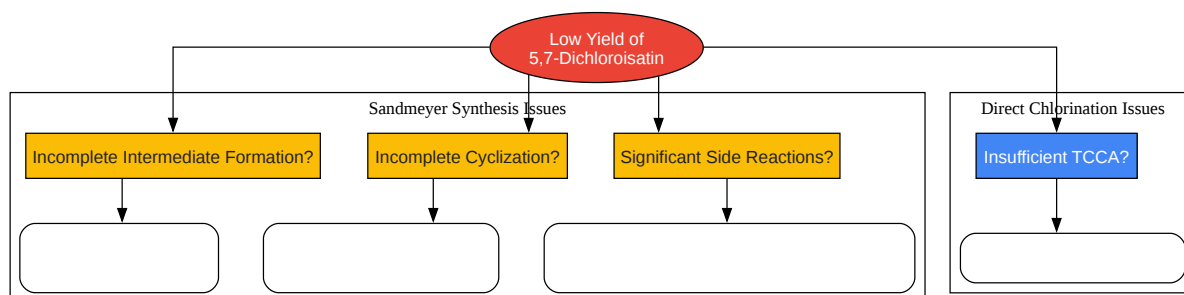 Low Yield of
5,7-Dichloroisatin
Sandmeyer Synthesis Issues
Direct Chlorination Issues
Incomplete Intermediate Formation?
Incomplete Cyclization?
Significant Side Reactions?
Insufficient TCCA?